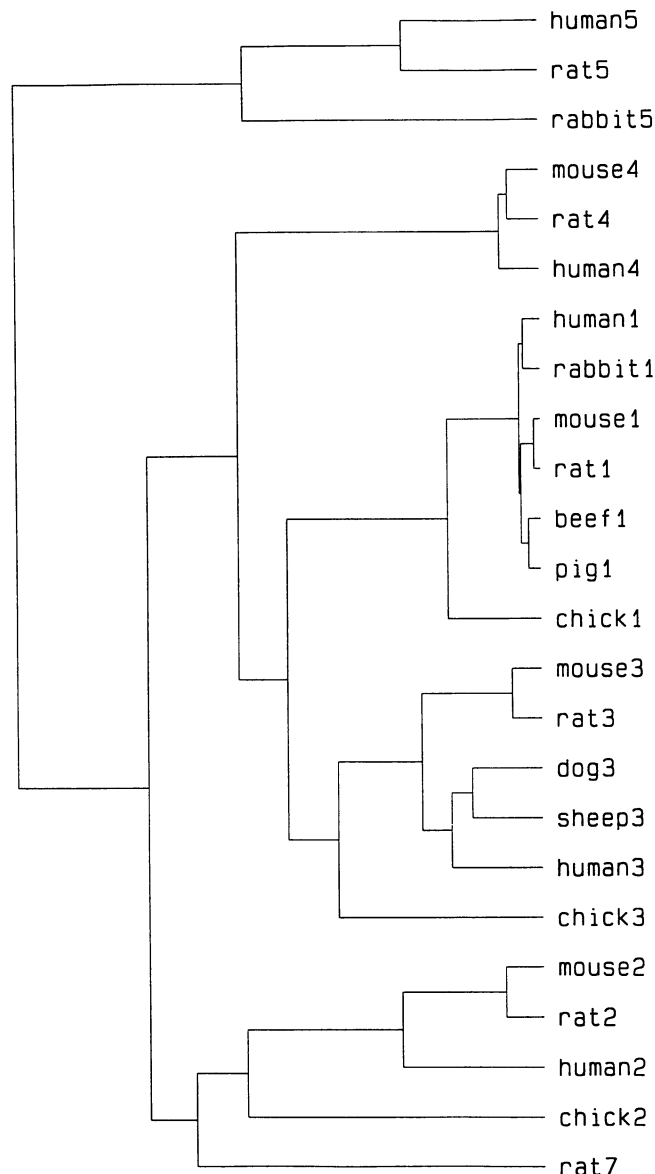 human5
rat5
rabbit5
mouse4
rat4
human4
human1
rabbit1
mouse1
rat1
beef1
pig1
chick1
mouse3
rat3
dog3
sheep3
human3
chick3
mouse2
rat2
human2
chick2
rat7